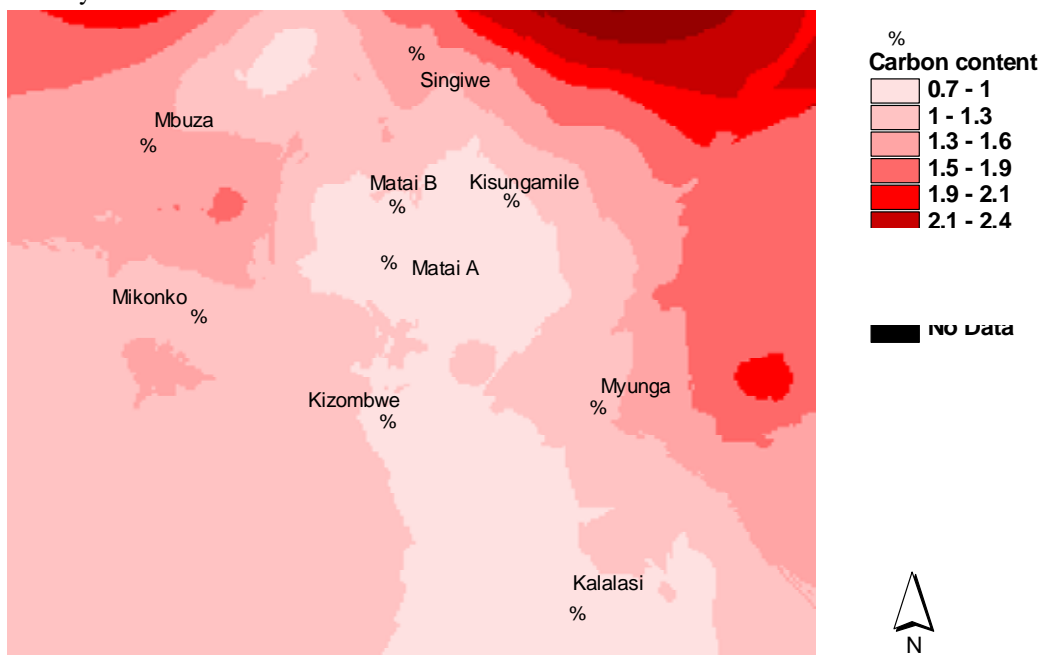 %
Singiwe
Mbuza
%
Matai B
%
Kisungamile
%
%
Matai A
Mikonko
%
Kizombwe
%
Myunga
%
Kalalasi
%
%
Carbon content
0.7 - 1
1 - 1.3
1.3 - 1.6
1.5 - 1.9
1.9 - 2.1
2.1 - 2.4
No Data
N